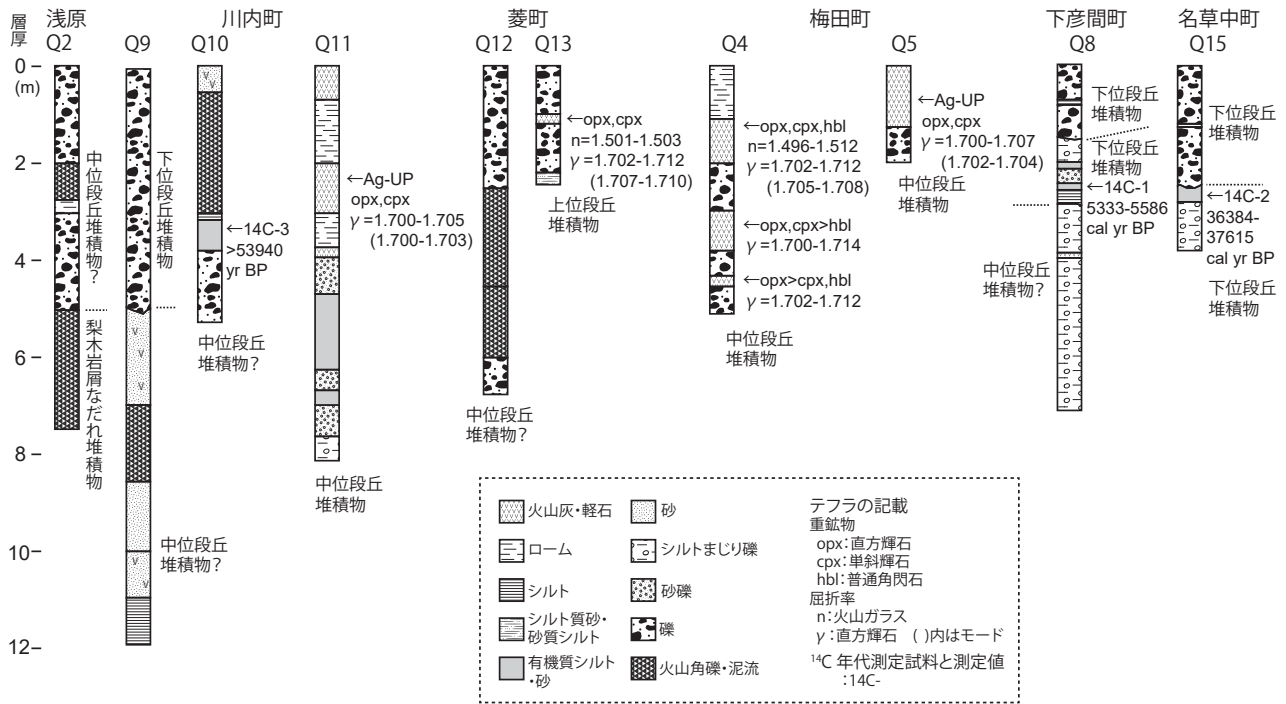 層厚
浅原
川内町
菱町
梅田町
下彦間町
名草中町
Q2
Q9
Q10
Q11
Q12
Q13
Q4
Q5
Q8
Q15
0
(m)
2
4
6
8
10
12
中位段丘堆積物?
梨木岩屑なだれ堆積物
下位段丘堆積物
中位段丘
堆積物?
←14C-3
>53940
yr BP
中位段丘
堆積物?
←Ag-UP
opx,cpx
γ=1.700-1.705
(1.700-1.703)
中位段丘
堆積物
中位段丘
堆積物?
←opx,cpx
n=1.501-1.503
γ=1.702-1.712
(1.707-1.710)
上位段丘
堆積物
←opx,cpx,hbl
n=1.496-1.512
γ=1.702-1.712
(1.705-1.708)
←opx,cpx>hbl
γ=1.700-1.714
←opx>cpx,hbl
γ=1.702-1.712
中位段丘
堆積物
←Ag-UP
opx,cpx
γ=1.700-1.707
(1.702-1.704)
中位段丘
堆積物
下位段丘
堆積物
下位段丘
堆積物
←14C-1
5333-5586
cal yr BP
中位段丘
堆積物?
下位段丘
堆積物
←14C-2
36384-
37615
cal yr BP
下位段丘
堆積物
火山灰・軽石
ローム
シルト
シルト質砂・
砂質シルト
有機質シルト
・砂
砂
シルトまじり礫
砂礫
礫
火山角礫・泥流
テフラの記載
重鉱物
opx:直方輝石
cpx:単斜輝石
hbl:普通角閃石
屈折率
n:火山ガラス
γ:直方輝石 ( )内はモード
¹⁴C 年代測定試料と測定値
:14C-